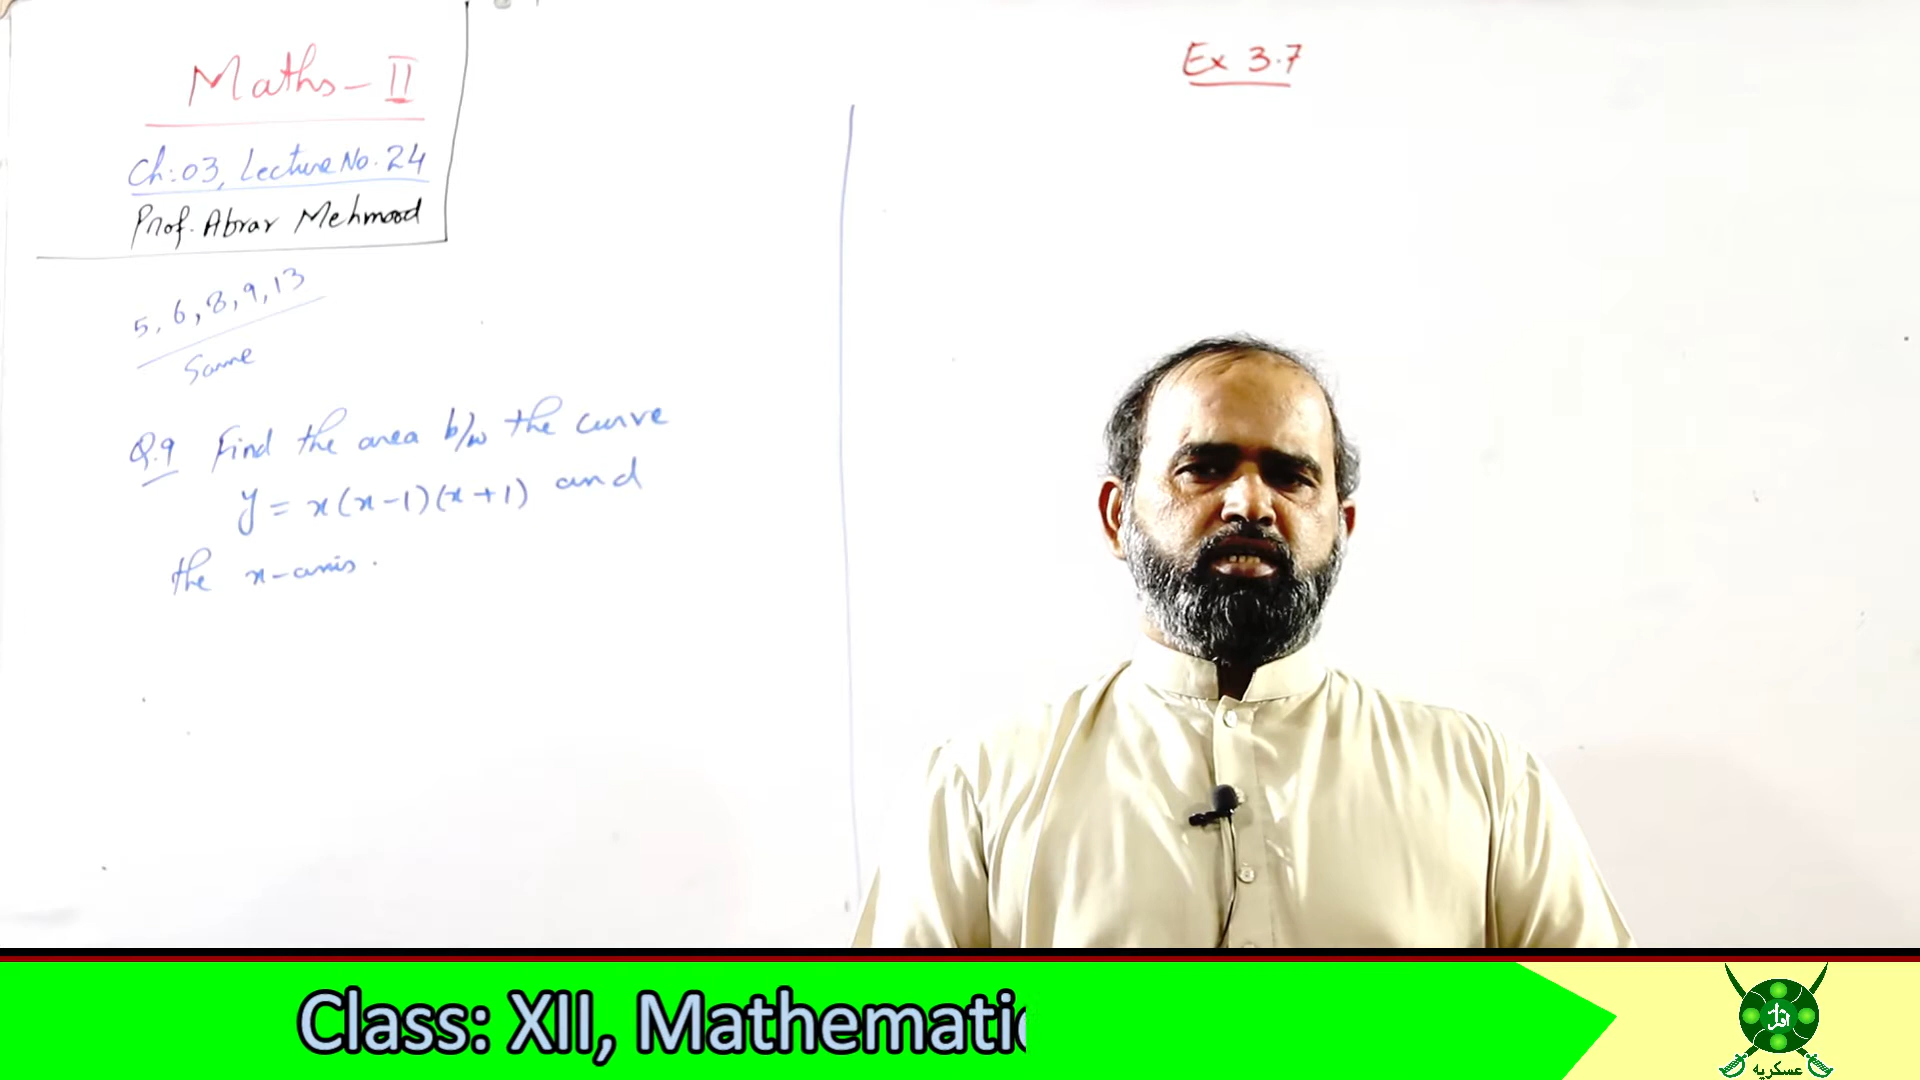 Maths-II
Ch:03, Lecture No.24
Prof. Abrar Mehmood
5, 6, 8, 9, 13
Same
Q.9 Find the area b/w the curve
y = x(x-1)(x+1) and
the x-axis.
Ex 3.7
Class: XII, Mathematic
عسکریہ